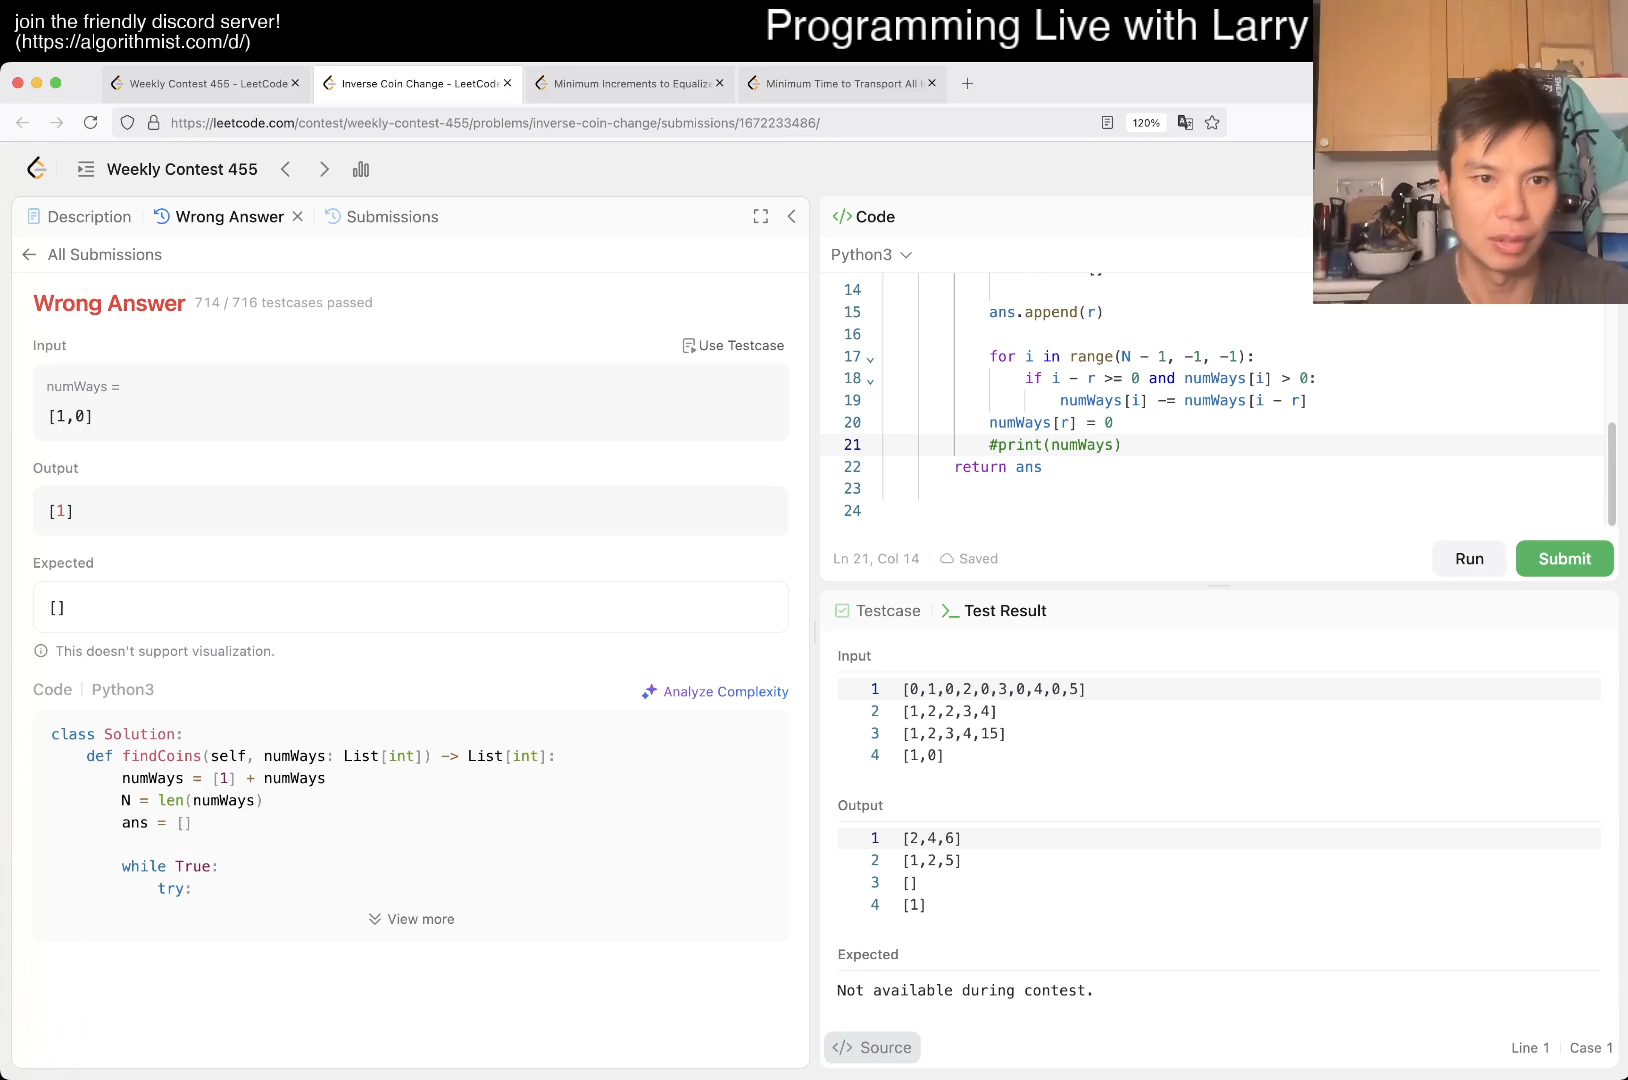 join the friendly discord server!
(https://algorithmist.com/d/)
Programming Live with Larry
Weekly Contest 455 - LeetCode
Inverse Coin Change - LeetCode
Minimum Increments to Equalize
Minimum Time to Transport All
https://leetcode.com/contest/weekly-contest-455/problems/inverse-coin-change/submissions/1672233486/
120%
Weekly Contest 455
Description
Wrong Answer
Submissions
All Submissions
Wrong Answer 714 / 716 testcases passed
Input
Use Testcase
numWays =
[1,0]
Output
[1]
Expected
[]
This doesn't support visualization.
Code | Python3
Analyze Complexity
class Solution:
def findCoins(self, numWays: List[int]) -> List[int]:
numWays = [1] + numWays
N = len(numWays)
ans = []
while True:
try:
View more
</> Code
Python3
14
15 ans.append(r)
16
17 for i in range(N - 1, -1, -1):
18 if i - r >= 0 and numWays[i] > 0:
19 numWays[i] -= numWays[i - r]
20 numWays[r] = 0
21 #print(numWays)
22 return ans
23
24
Ln 21, Col 14
Saved
Run
Submit
Testcase
>_ Test Result
Input
1 [0,1,0,2,0,3,0,4,0,5]
2 [1,2,2,3,4]
3 [1,2,3,4,15]
4 [1,0]
Output
1 [2,4,6]
2 [1,2,5]
3 []
4 [1]
Expected
Not available during contest.
</> Source
Line 1
Case 1